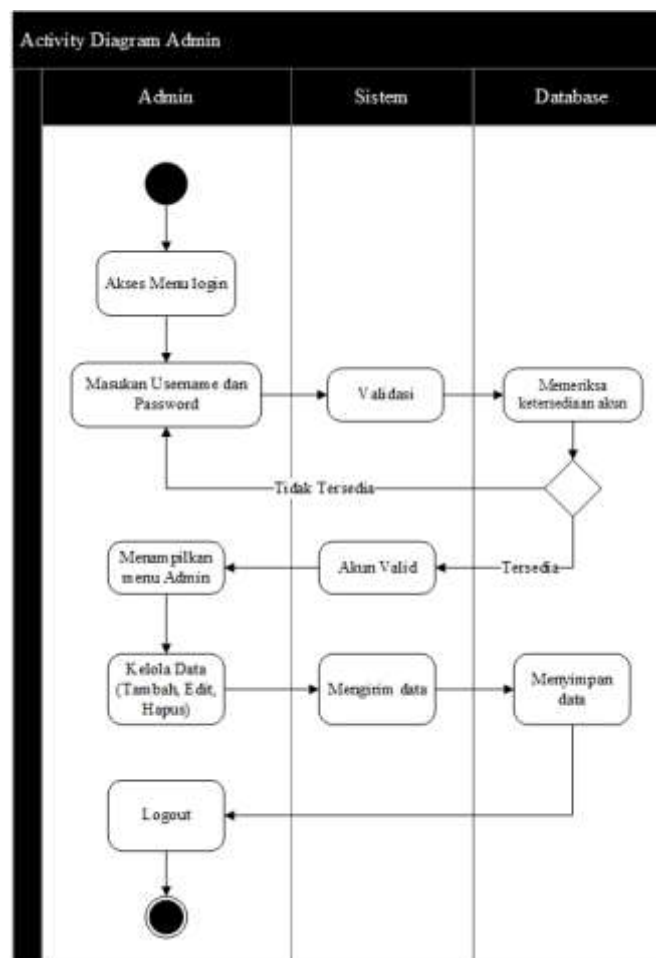 Activity Diagram Admin
Admin
Sistem
Database
Akses Menu login
Masukan Username dan
Password
Validasi
Memeriksa
ketersediaan akun
Tidak Tersedia
Menampilkan
menu Admin
Akun Valid
Tersedia
Kelola Data
(Tambah, Edit,
Hapus)
Mengirim data
Menyimpan
data
Logout